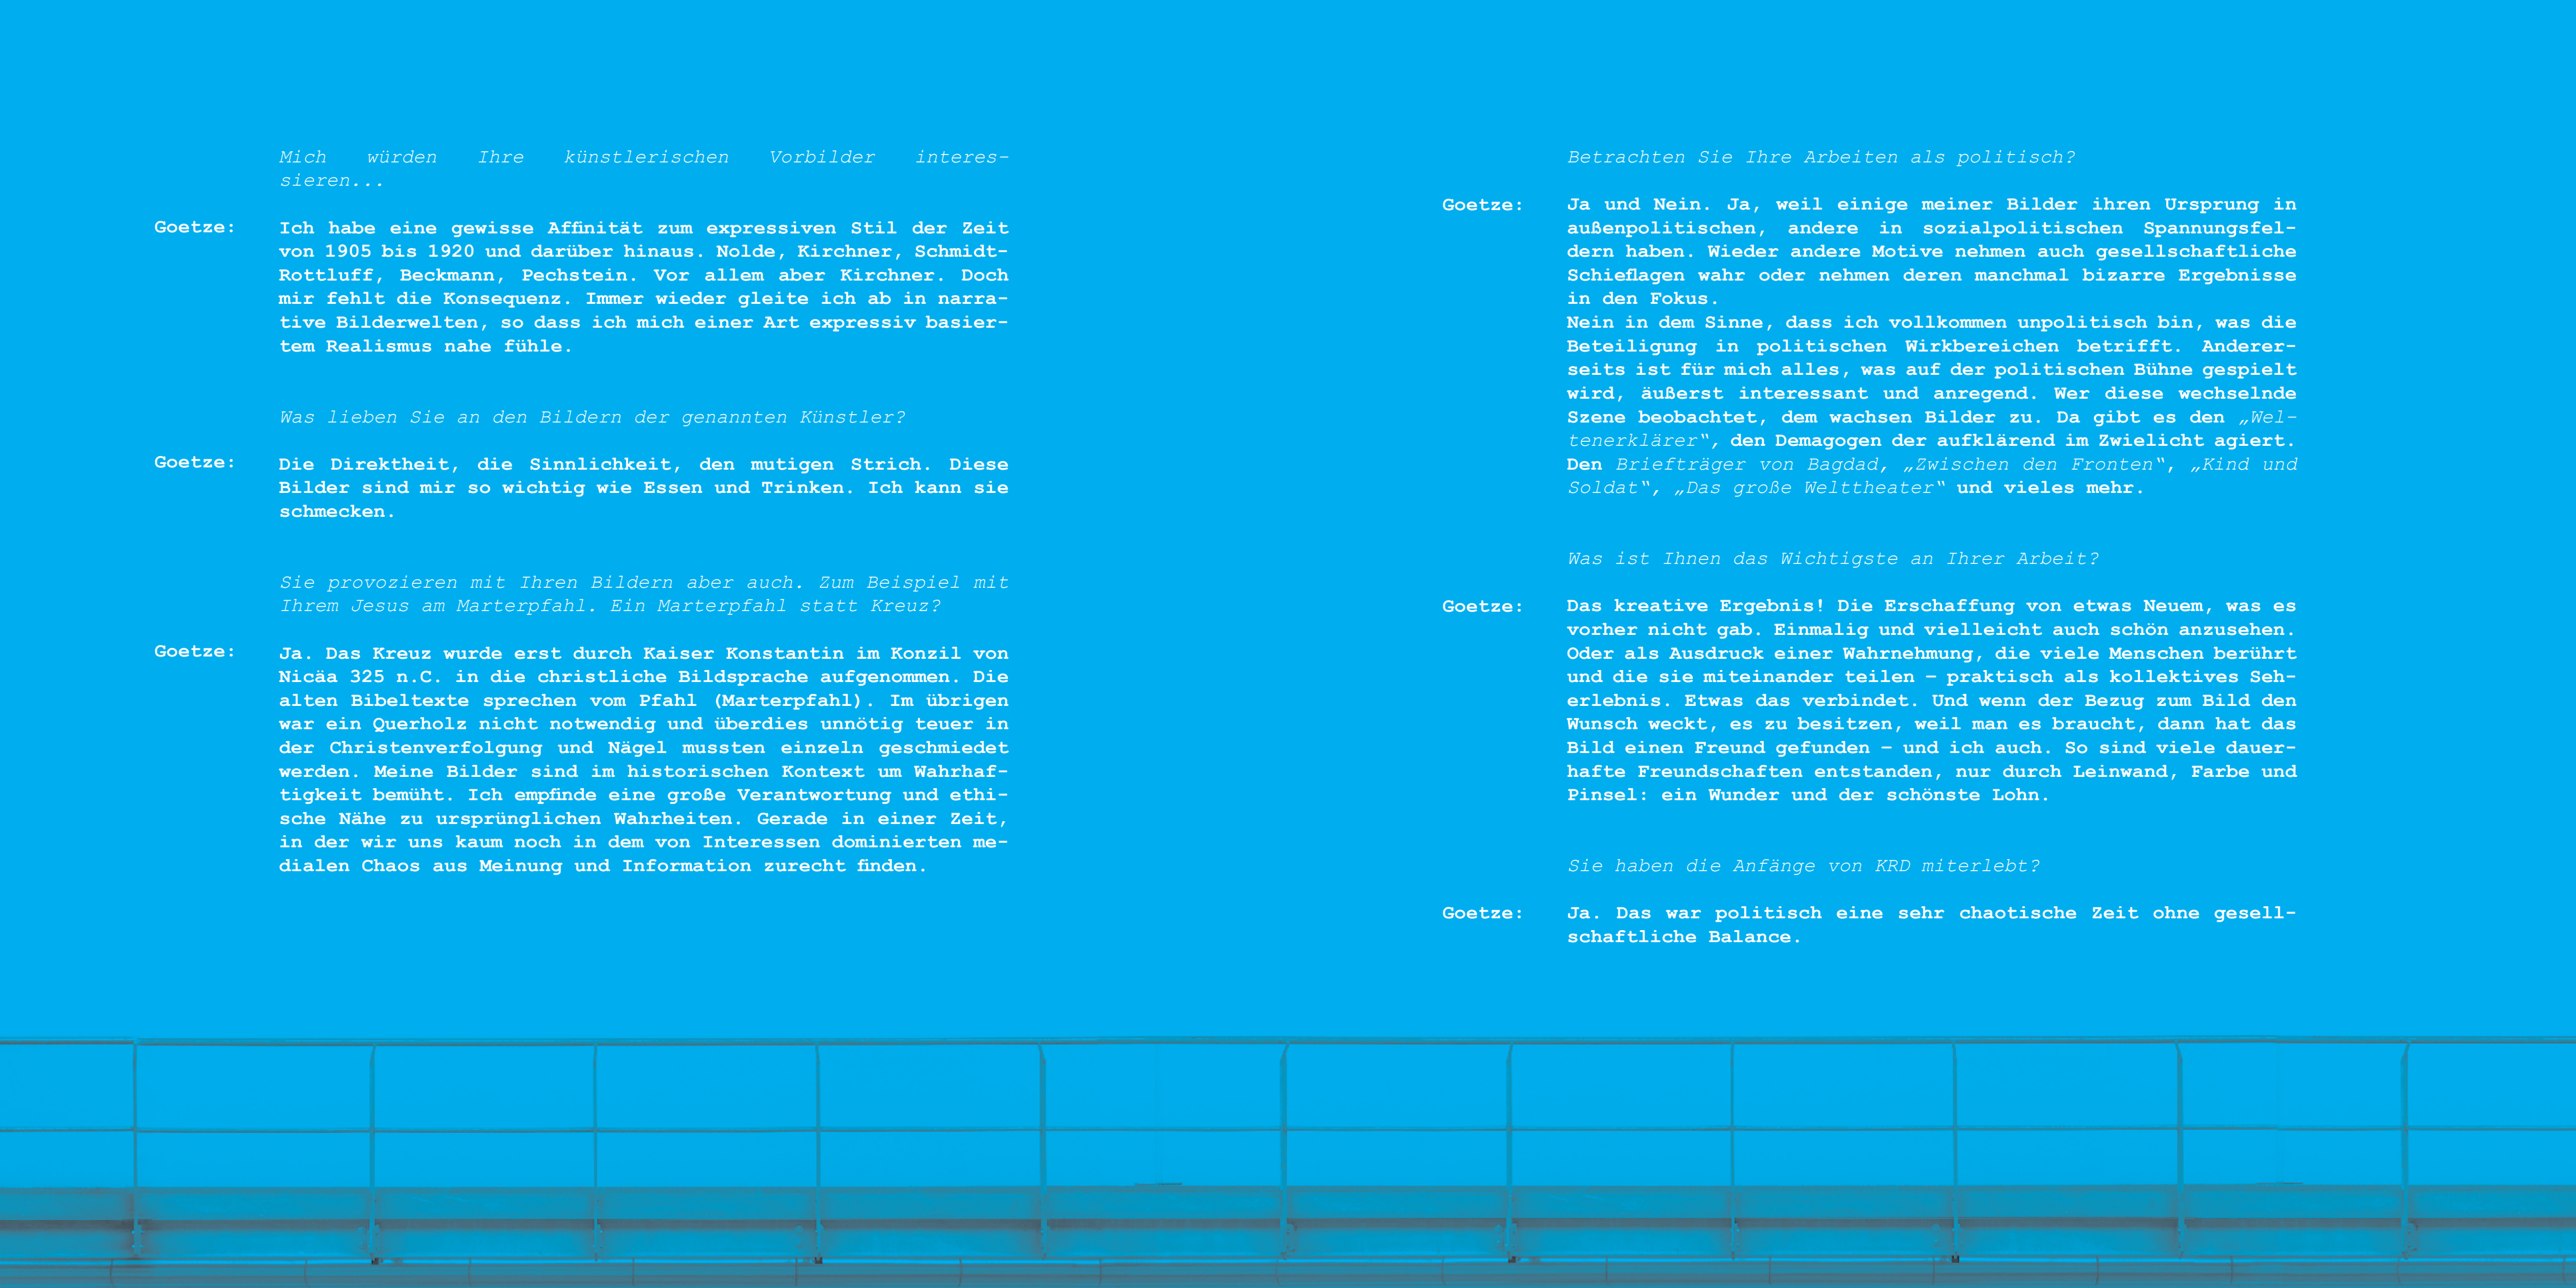 Mich würden Ihre künstlerischen Vorbilder interes-
sieren...
Goetze: Ich habe eine gewisse Affinität zum expressiven Stil der Zeit
von 1905 bis 1920 und darüber hinaus. Nolde, Kirchner, Schmidt-
Rottluff, Beckmann, Pechstein. Vor allem aber Kirchner. Doch
mir fehlt die Konsequenz. Immer wieder gleite ich ab in narra-
tive Bilderwelten, so dass ich mich einer Art expressiv basier-
tem Realismus nahe fühle.
Was lieben Sie an den Bildern der genannten Künstler?
Goetze: Die Direktheit, die Sinnlichkeit, den mutigen Strich. Diese
Bilder sind mir so wichtig wie Essen und Trinken. Ich kann sie
schmecken.
Sie provozieren mit Ihren Bildern aber auch. Zum Beispiel mit
Ihrem Jesus am Marterpfahl. Ein Marterpfahl statt Kreuz?
Goetze: Ja. Das Kreuz wurde erst durch Kaiser Konstantin im Konzil von
Nicäa 325 n.C. in die christliche Bildsprache aufgenommen. Die
alten Bibeltexte sprechen vom Pfahl (Marterpfahl). Im übrigen
war ein Querholz nicht notwendig und überdies unnötig teuer in
der Christenverfolgung und Nägel mussten einzeln geschmiedet
werden. Meine Bilder sind im historischen Kontext um Wahrhaf-
tigkeit bemüht. Ich empfinde eine große Verantwortung und ethi-
sche Nähe zu ursprünglichen Wahrheiten. Gerade in einer Zeit,
in der wir uns kaum noch in dem von Interessen dominierten me-
dialen Chaos aus Meinung und Information zurecht finden.
Betrachten Sie Ihre Arbeiten als politisch?
Goetze: Ja und Nein. Ja, weil einige meiner Bilder ihren Ursprung in
außenpolitischen, andere in sozialpolitischen Spannungsfel-
dern haben. Wieder andere Motive nehmen auch gesellschaftliche
Schieflagen wahr oder nehmen deren manchmal bizarre Ergebnisse
in den Fokus.
Nein in dem Sinne, dass ich vollkommen unpolitisch bin, was die
Beteiligung in politischen Wirkbereichen betrifft. Anderer-
seits ist für mich alles, was auf der politischen Bühne gespielt
wird, äußerst interessant und anregend. Wer diese wechselnde
Szene beobachtet, dem wachsen Bilder zu. Da gibt es den „Wel-
tenerklärer“, den Demagogen der aufklärend im Zwielicht agiert.
Den Briefträger von Bagdad, „Zwischen den Fronten“, „Kind und
Soldat“, „Das große Welttheater“ und vieles mehr.
Was ist Ihnen das Wichtigste an Ihrer Arbeit?
Goetze: Das kreative Ergebnis! Die Erschaffung von etwas Neuem, was es
vorher nicht gab. Einmalig und vielleicht auch schön anzusehen.
Oder als Ausdruck einer Wahrnehmung, die viele Menschen berührt
und die sie miteinander teilen – praktisch als kollektives Seh-
erlebnis. Etwas das verbindet. Und wenn der Bezug zum Bild den
Wunsch weckt, es zu besitzen, weil man es braucht, dann hat das
Bild einen Freund gefunden – und ich auch. So sind viele dauer-
hafte Freundschaften entstanden, nur durch Leinwand, Farbe und
Pinsel: ein Wunder und der schönste Lohn.
Sie haben die Anfänge von KRD miterlebt?
Goetze: Ja. Das war politisch eine sehr chaotische Zeit ohne gesell-
schaftliche Balance.